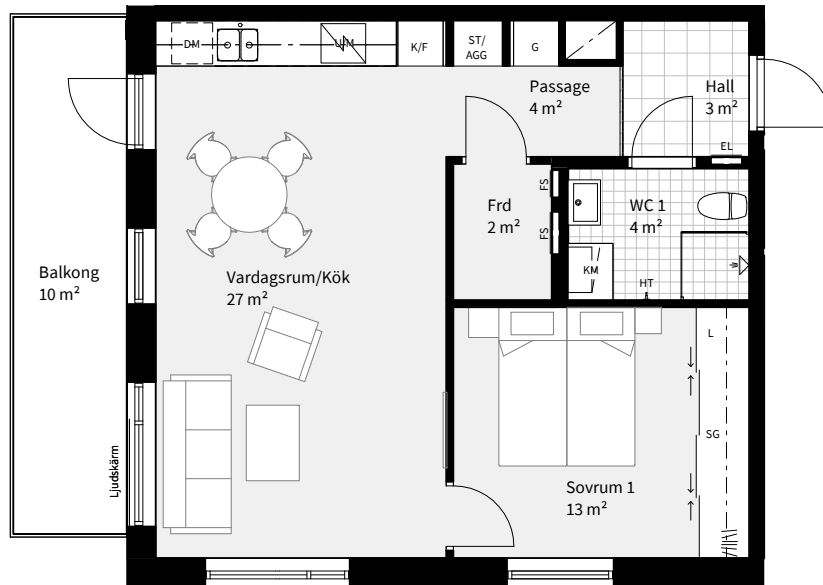 DM
U/M
K/F
ST/
AGG
G
Passage
4 m²
Hall
3 m²
EL
FS
FS
Frd
2 m²
WC 1
4 m²
KM
HT
Balkong
10 m²
Vardagsrum/Kök
27 m²
L
SG
Ljudskärm
Sovrum 1
13 m²